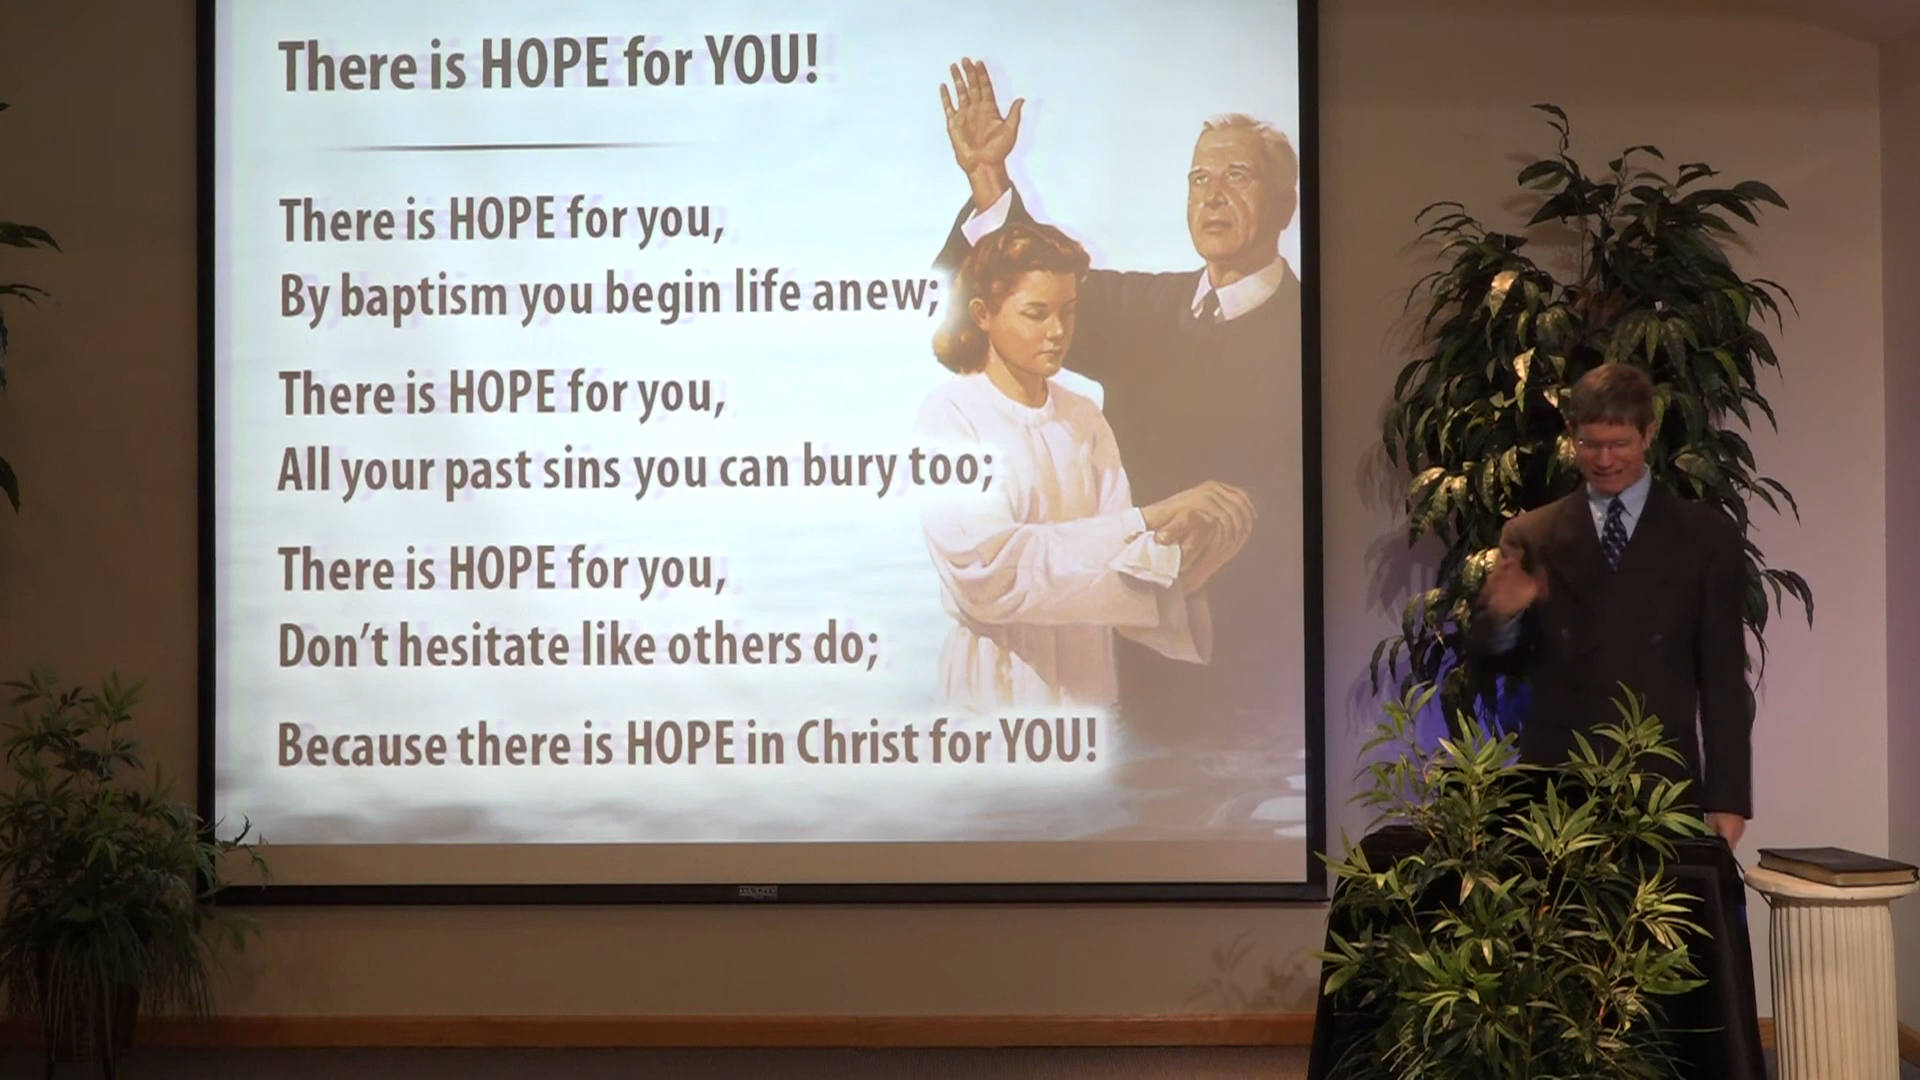 There is HOPE for YOU!
There is HOPE for you,
By baptism you begin life anew;
There is HOPE for you,
All your past sins you can bury too;
There is HOPE for you,
Don't hesitate like others do;
Because there is HOPE in Christ for YOU!